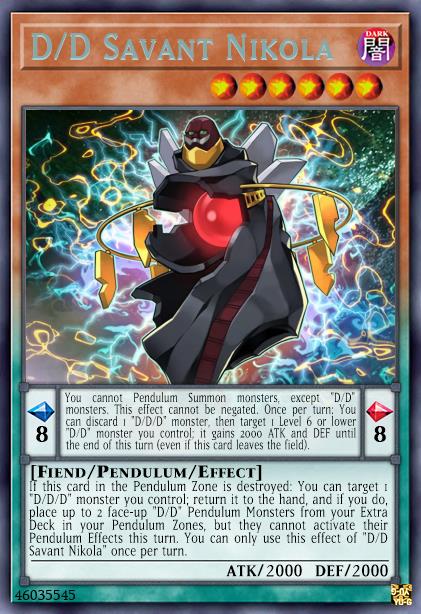 D/D Savant Nikola
DARK
闇
You cannot Pendulum Summon monsters, except "D/D"
monsters. This effect cannot be negated. Once per turn: You
can discard 1 "D/D/D" monster, then target 1 Level 6 or lower
"D/D" monster you control; it gains 2000 ATK and DEF until
the end of this turn (even if this card leaves the field).
8
8
[Fiend/Pendulum/Effect]
If this card in the Pendulum Zone is destroyed: You can target 1
"D/D/D" monster you control; return it to the hand, and if you do,
place up to 2 face-up "D/D" Pendulum Monsters from your Extra
Deck in your Pendulum Zones, but they cannot activate their
Pendulum Effects this turn. You can only use this effect of "D/D
Savant Nikola" once per turn.
ATK/2000 DEF/2000
46035545